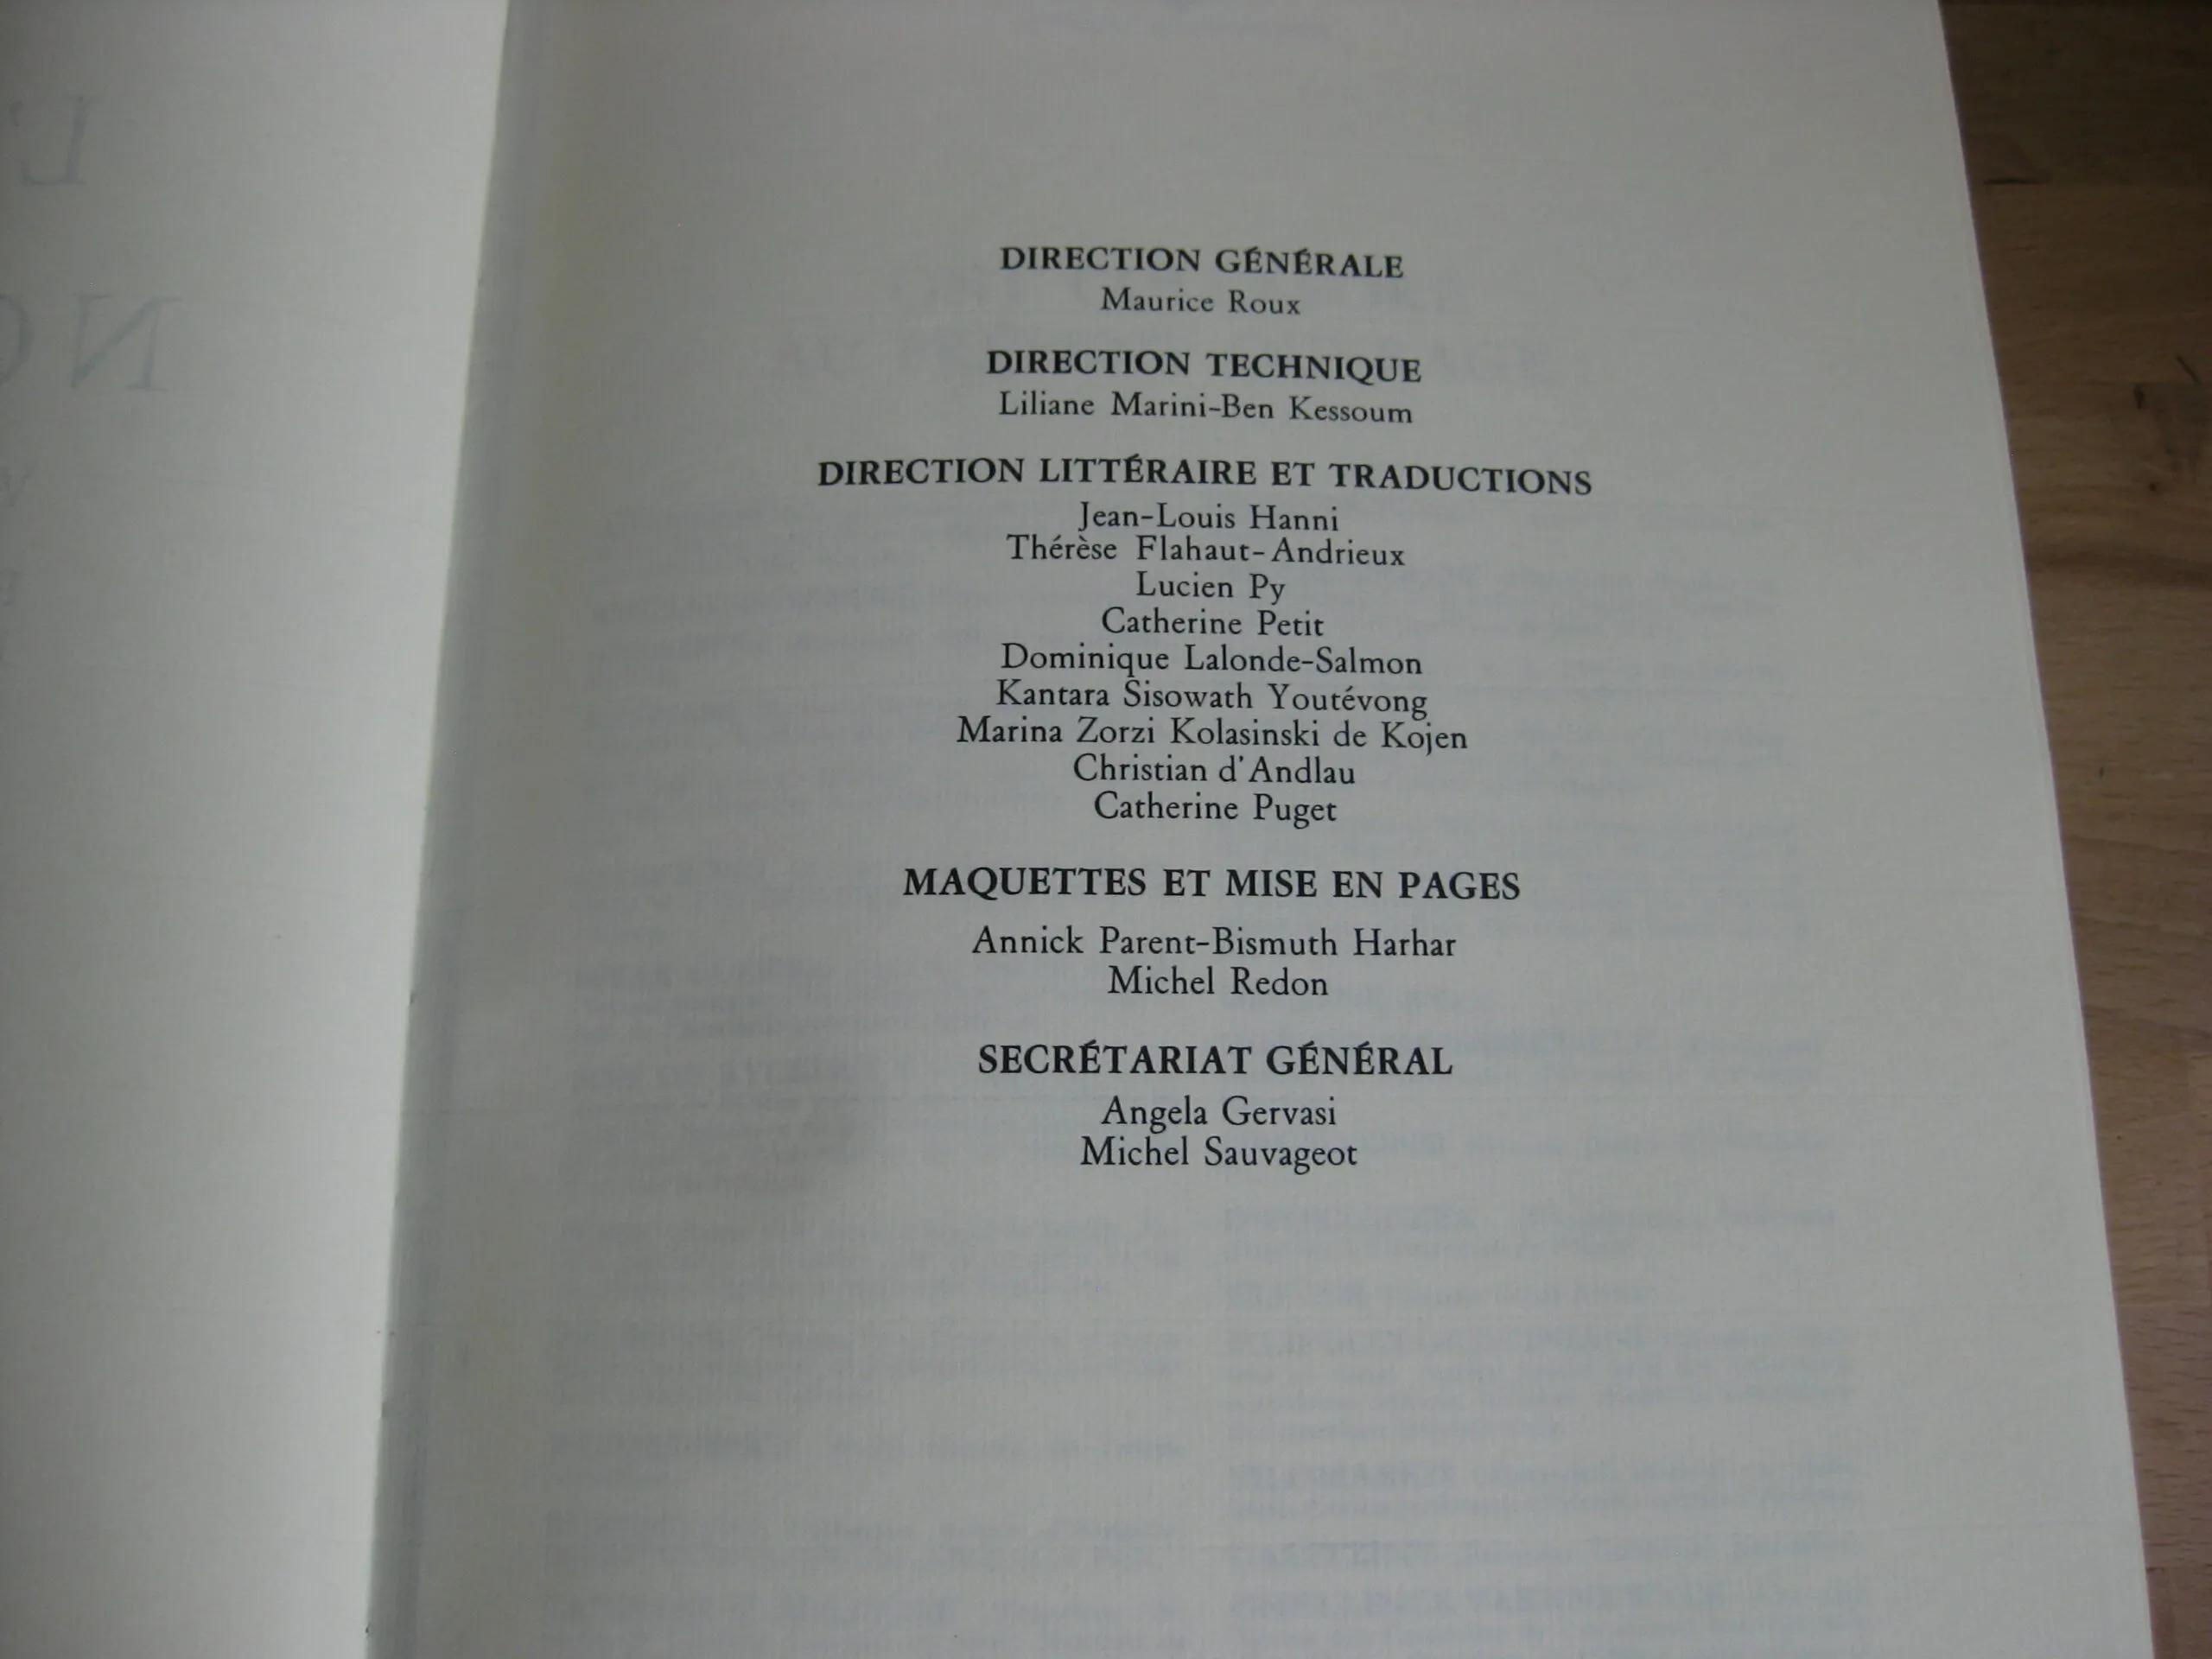 DIRECTION GÉNÉRALE
Maurice Roux
DIRECTION TECHNIQUE
Liliane Marini-Ben Kessoum
DIRECTION LITTÉRAIRE ET TRADUCTIONS
Jean-Louis Hanni
Thérèse Flahaut-Andrieux
Lucien Py
Catherine Petit
Dominique Lalonde-Salmon
Kantara Sisowath Youtévong
Marina Zorzi Kolasinski de Kojen
Christian d'Andlau
Catherine Puget
MAQUETTES ET MISE EN PAGES
Annick Parent-Bismuth Harhar
Michel Redon
SECRÉTARIAT GÉNÉRAL
Angela Gervasi
Michel Sauvageot